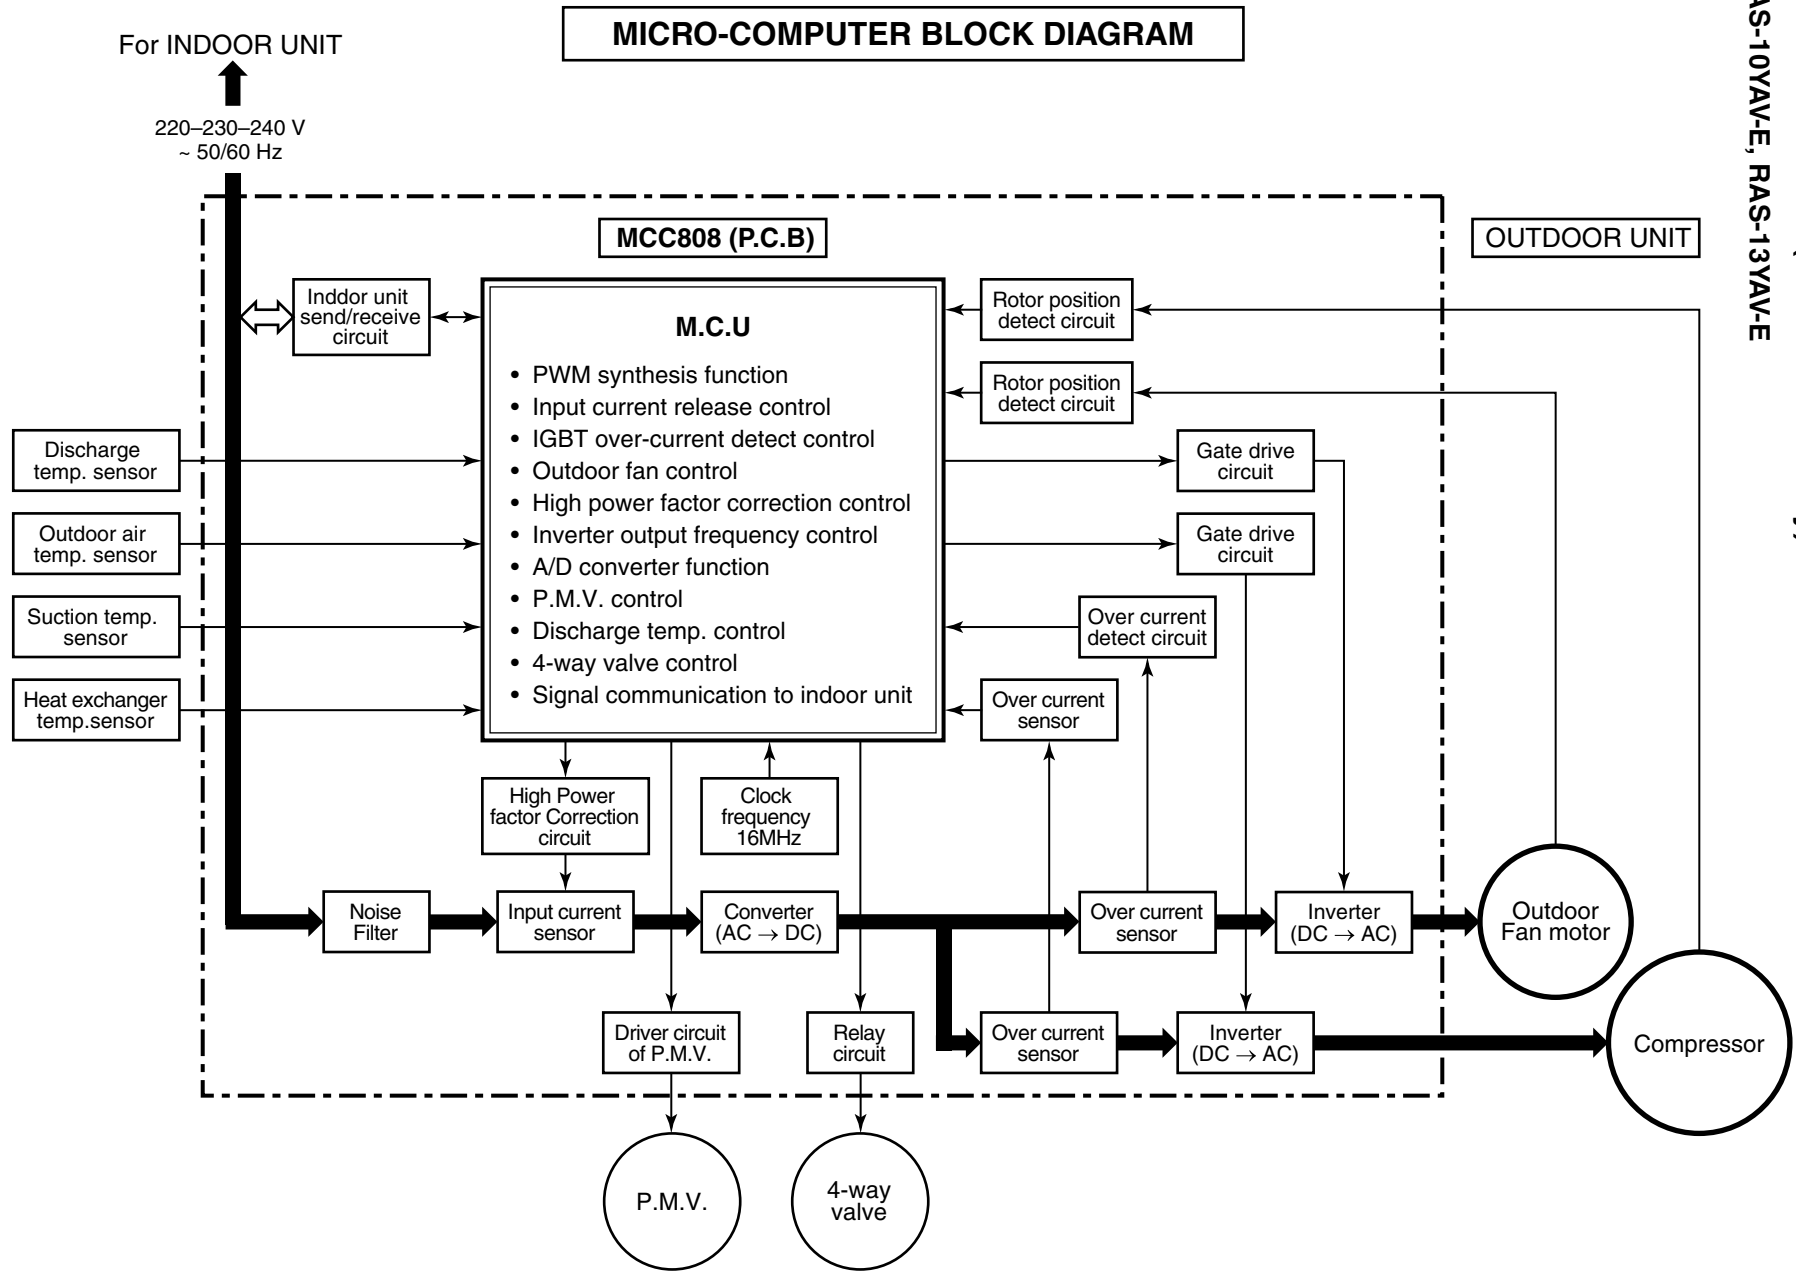 MICRO-COMPUTER BLOCK DIAGRAM
For INDOOR UNIT
220–230–240 V
~ 50/60 Hz
MCC808 (P.C.B)
OUTDOOR UNIT
Inddor unit
send/receive
circuit
M.C.U
• PWM synthesis function
• Input current release control
• IGBT over-current detect control
• Outdoor fan control
• High power factor correction control
• Inverter output frequency control
• A/D converter function
• P.M.V. control
• Discharge temp. control
• 4-way valve control
• Signal communication to indoor unit
Rotor position
detect circuit
Rotor position
detect circuit
Discharge
temp. sensor
Outdoor air
temp. sensor
Suction temp.
sensor
Heat exchanger
temp.sensor
Gate drive
circuit
Gate drive
circuit
Over current
detect circuit
Over current
sensor
High Power
factor Correction
circuit
Clock
frequency
16MHz
Noise
Filter
Input current
sensor
Converter
(AC → DC)
Over current
sensor
Inverter
(DC → AC)
Outdoor
Fan motor
Driver circuit
of P.M.V.
Relay
circuit
Over current
sensor
Inverter
(DC → AC)
Compressor
P.M.V.
4-way
valve
AS-10YAV-E, RAS-13YAV-E